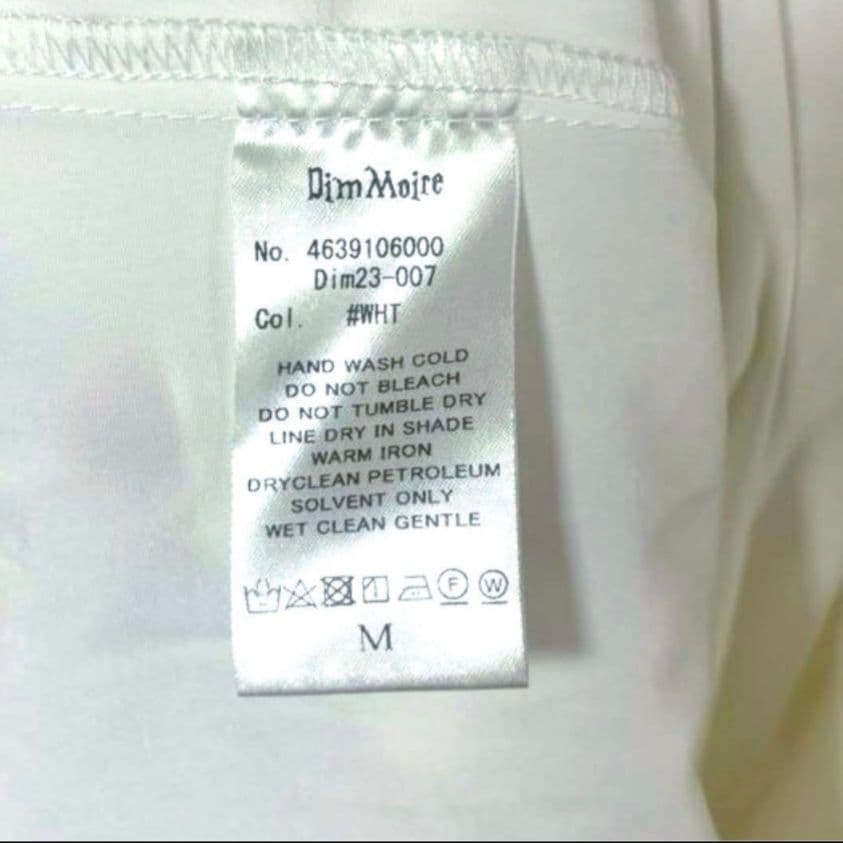 DimMoire
No. 4639106000
Dim23-007
Col. #WHT
HAND WASH COLD
DO NOT BLEACH
DO NOT TUMBLE DRY
LINE DRY IN SHADE
WARM IRON
DRYCLEAN PETROLEUM
SOLVENT ONLY
WET CLEAN GENTLE
F W
M